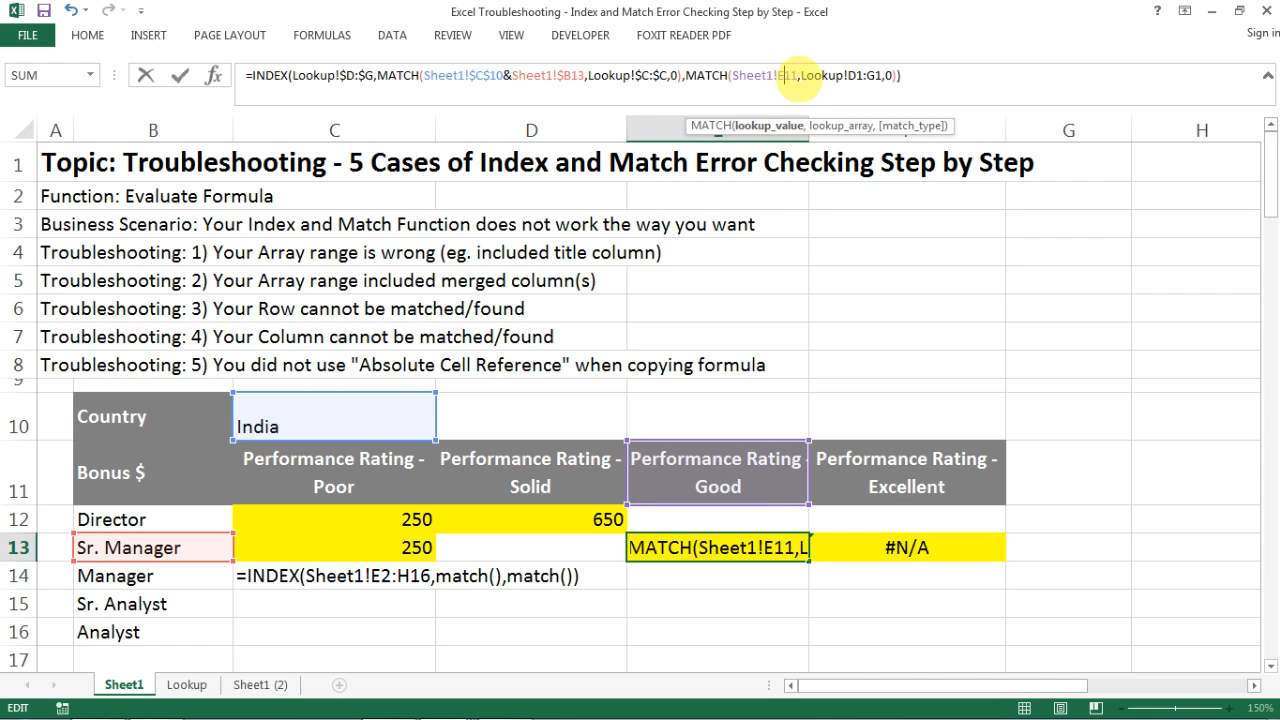 Excel Troubleshooting - Index and Match Error Checking Step by Step - Excel
?
FILE HOME INSERT PAGE LAYOUT FORMULAS DATA REVIEW VIEW DEVELOPER FOXIT READER PDF Sign in
SUM fx =INDEX(Lookup!$D:$G,MATCH(Sheet1!$C$10&Sheet1!$B13,Lookup!$C:$C,0),MATCH(Sheet1!E11,Lookup!D1:G1,0))
MATCH(lookup_value, lookup_array, [match_type])
A B C D G H
1 Topic: Troubleshooting - 5 Cases of Index and Match Error Checking Step by Step
2 Function: Evaluate Formula
3 Business Scenario: Your Index and Match Function does not work the way you want
4 Troubleshooting: 1) Your Array range is wrong (eg. included title column)
5 Troubleshooting: 2) Your Array range included merged column(s)
6 Troubleshooting: 3) Your Row cannot be matched/found
7 Troubleshooting: 4) Your Column cannot be matched/found
8 Troubleshooting: 5) You did not use "Absolute Cell Reference" when copying formula
9
10 Country India
11 Bonus $ Performance Rating - Poor Performance Rating - Solid Performance Rating - Good Performance Rating - Excellent
12 Director 250 650
13 Sr. Manager 250 MATCH(Sheet1!E11,L #N/A
14 Manager =INDEX(Sheet1!E2:H16,match(),match())
15 Sr. Analyst
16 Analyst
17
Sheet1 Lookup Sheet1 (2)
EDIT 150%